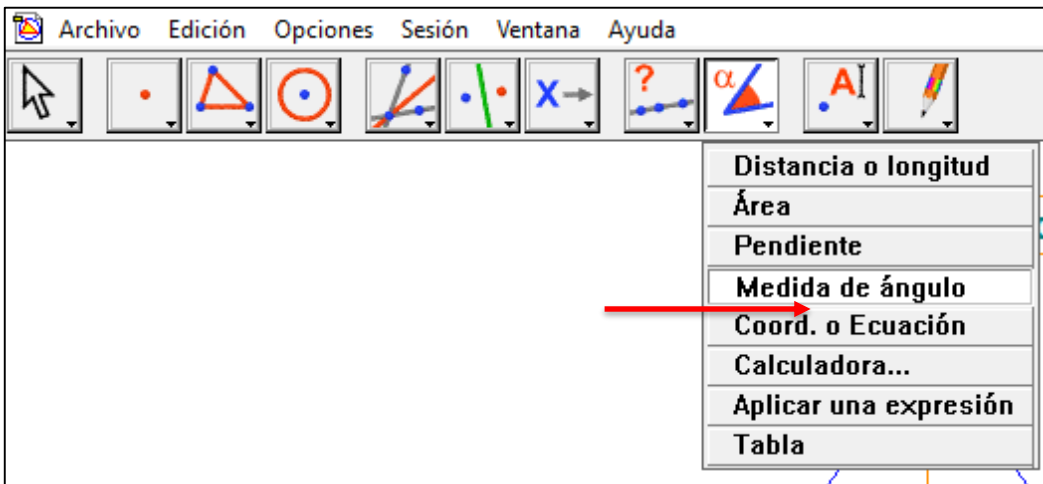 Archivo Edición Opciones Sesión Ventana Ayuda
? α A
X
Distancia o longitud
Área
Pendiente
Medida de ángulo
Coord. o Ecuación
Calculadora...
Aplicar una expresión
Tabla